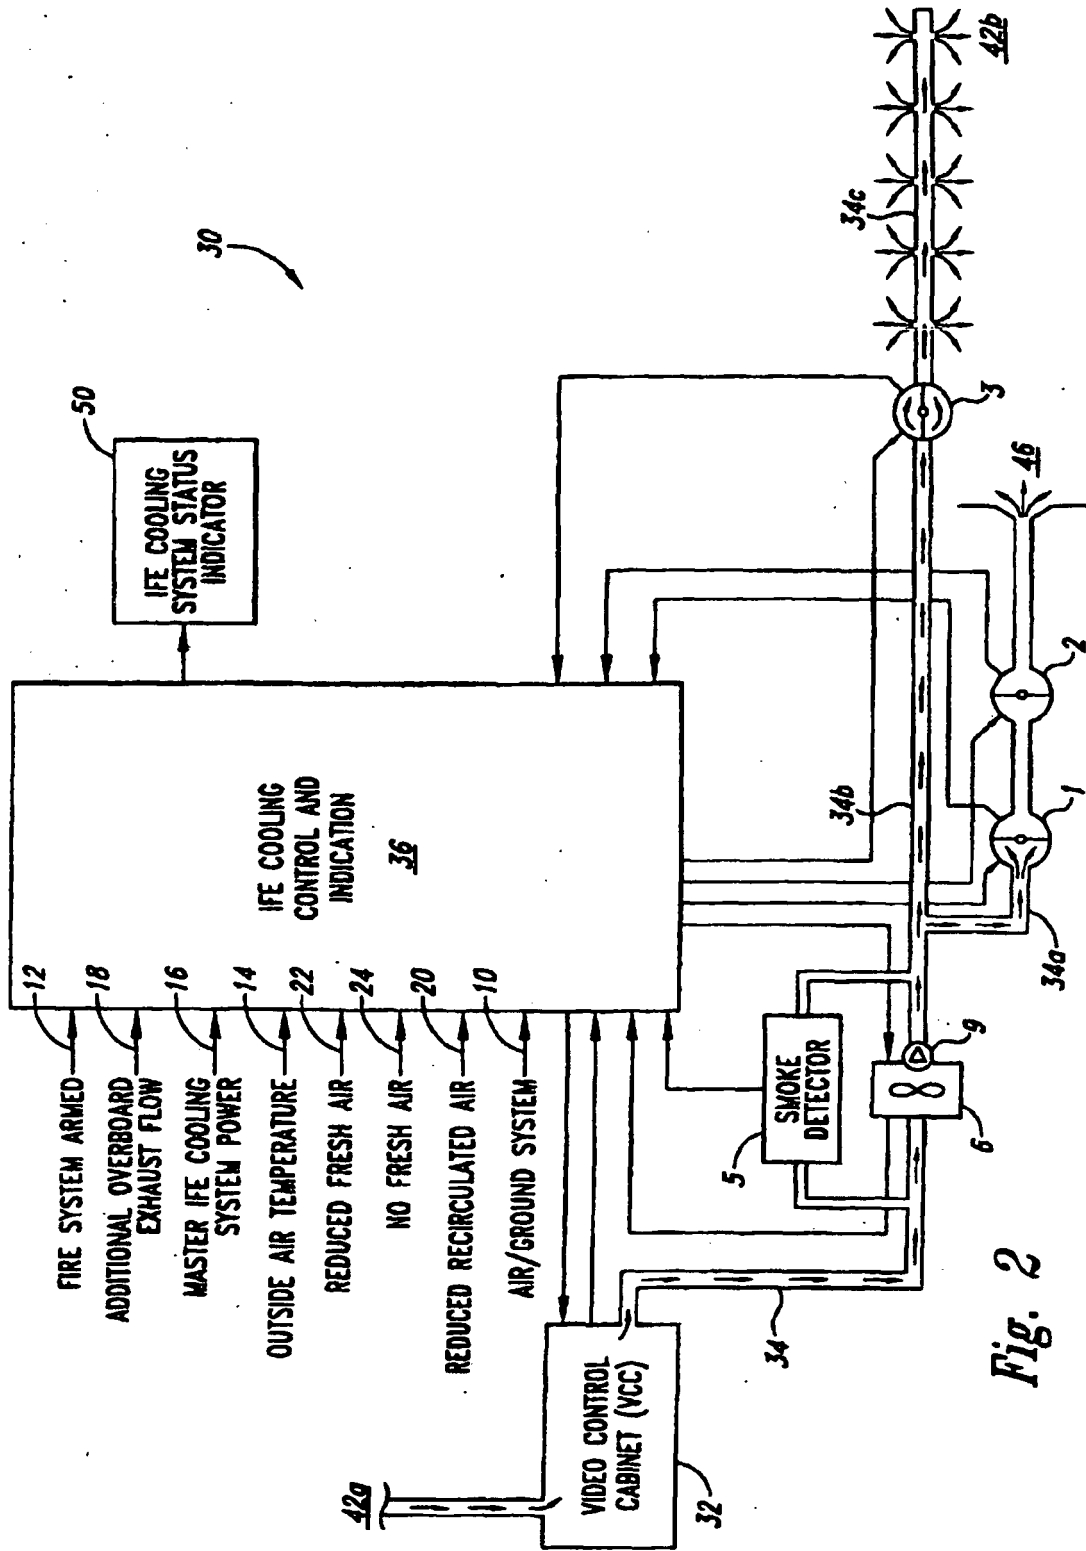 42a
VIDEO CONTROL
CABINET (VCC)
32
FIRE SYSTEM ARMED
12
ADDITIONAL OVERBOARD
EXHAUST FLOW
18
MASTER IFE COOLING
SYSTEM POWER
16
OUTSIDE AIR TEMPERATURE
14
REDUCED FRESH AIR
22
NO FRESH AIR
24
REDUCED RECIRCULATED AIR
20
AIR/GROUND SYSTEM
10
IFE COOLING
CONTROL AND
INDICATION
36
IFE COOLING
SYSTEM STATUS
INDICATOR
50
30
34
SMOKE
DETECTOR
5
6
9
34a
34b
1
2
46
3
34c
42b
Fig. 2